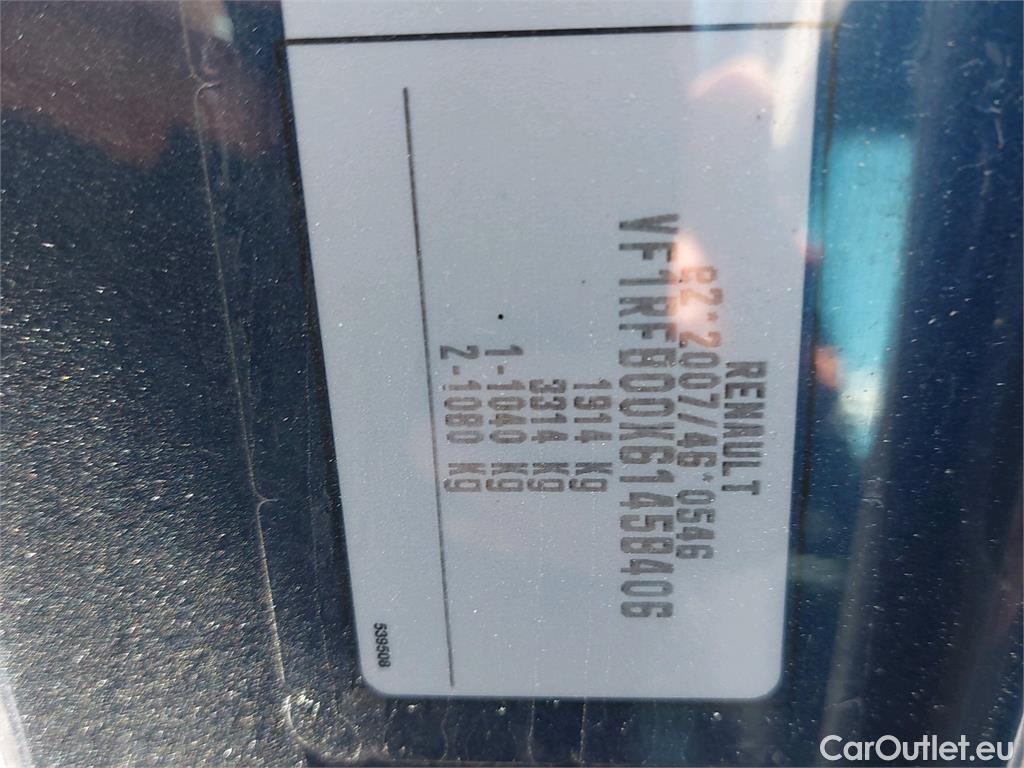 RENAULT
e2*2007/46*0546
VF1RFB00X61458406
1914 kg
3314 kg
1-1040 kg
2-1080 kg
539508
CarOutlet.eu